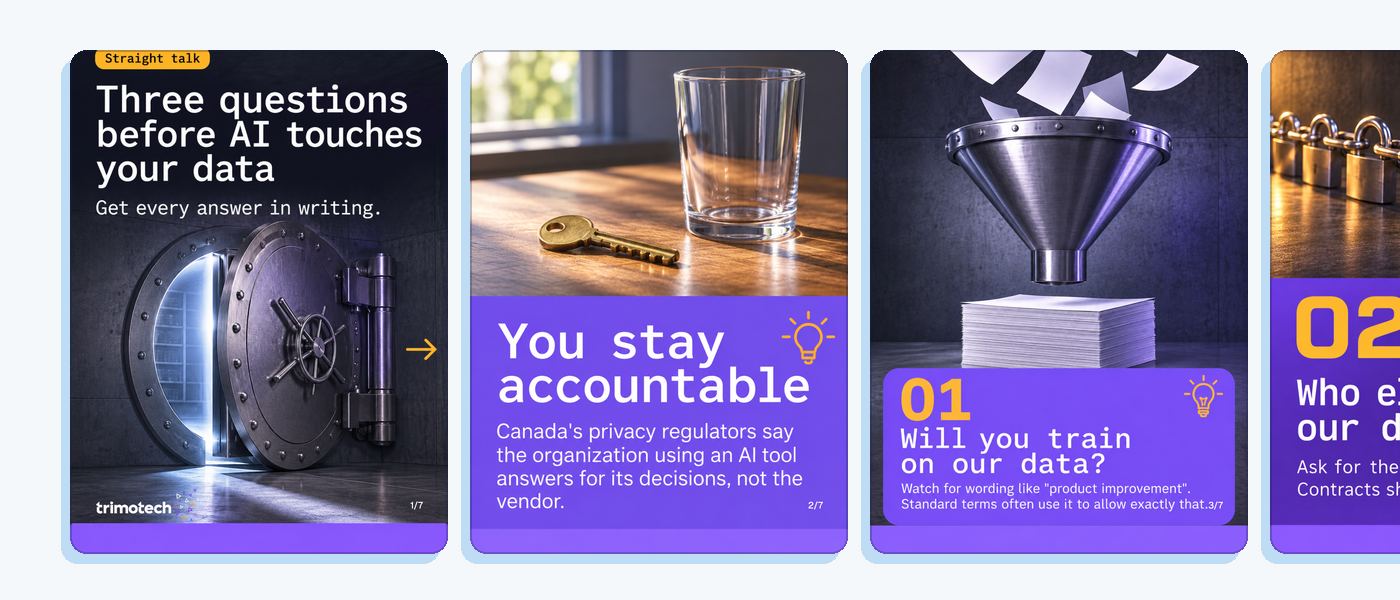 Straight talk
Three questions
before AI touches
your data
Get every answer in writing.
trimotech
1/7
You stay
accountable
Canada's privacy regulators say
the organization using an AI tool
answers for its decisions, not the
vendor.
2/7
01
Will you train
on our data?
Watch for wording like "product improvement".
Standard terms often use it to allow exactly that.
3/7
02
Who
our
Ask for the
Contracts